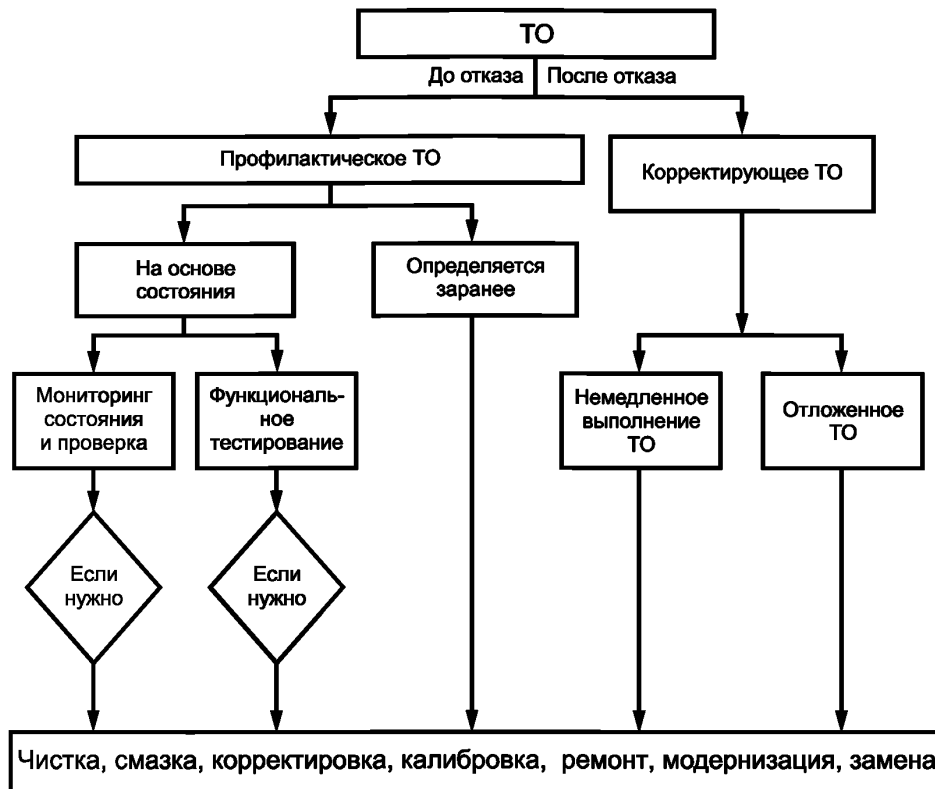 ТО
До отказа
После отказа
Профилактическое ТО
Корректирующее ТО
На основе
состояния
Определяется
заранее
Мониторинг
состояния
и проверка
Функциональ-
ное
тестирование
Немедленное
выполнение
ТО
Отложенное
ТО
Если
нужно
Если
нужно
Чистка, смазка, корректировка, калибровка, ремонт, модернизация, замена